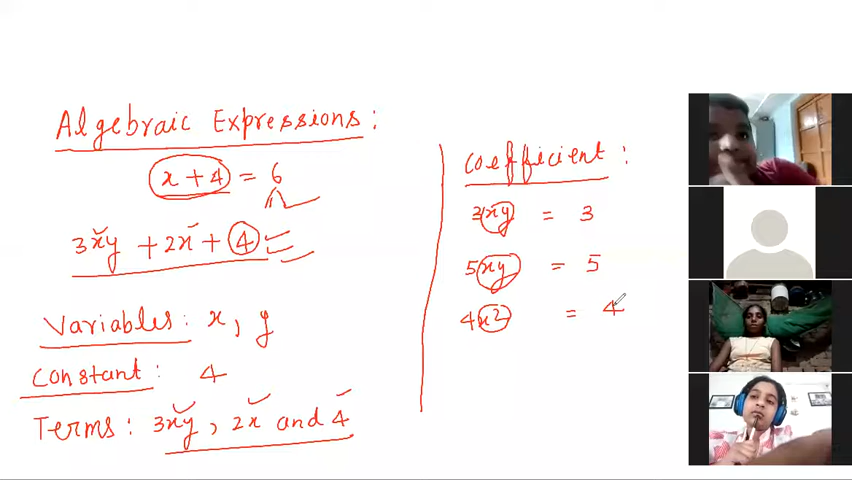 Algebraic Expressions:
x + 4 = 6
3xy + 2x + 4
Variables: x, y
Constant: 4
Terms: 3xy, 2x and 4
Coefficient:
3xy = 3
5xy = 5
4x2 = 4